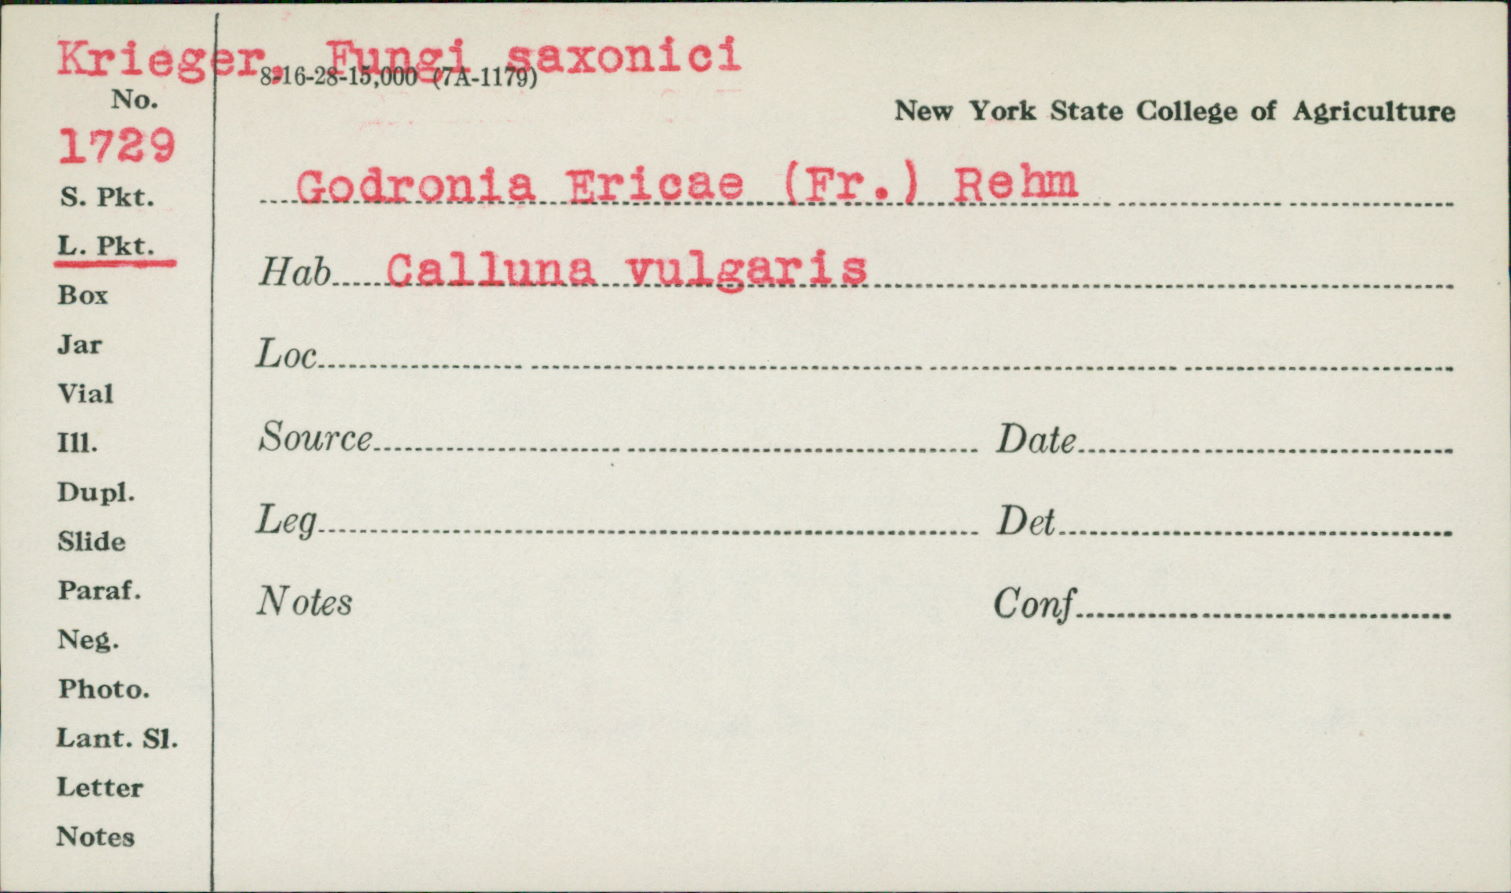 Krieger, Fungi saxonici
8-16-28-15,000 (7A-1179)
No.
New York State College of Agriculture
1729
S. Pkt.
Godronia Ericae (Fr.) Rehm
L. Pkt.
Hab Calluna vulgaris
Box
Jar
Loc
Vial
Ill.
Source Date
Dupl.
Slide
Leg Det
Paraf.
Notes Conf
Neg.
Photo.
Lant. Sl.
Letter
Notes